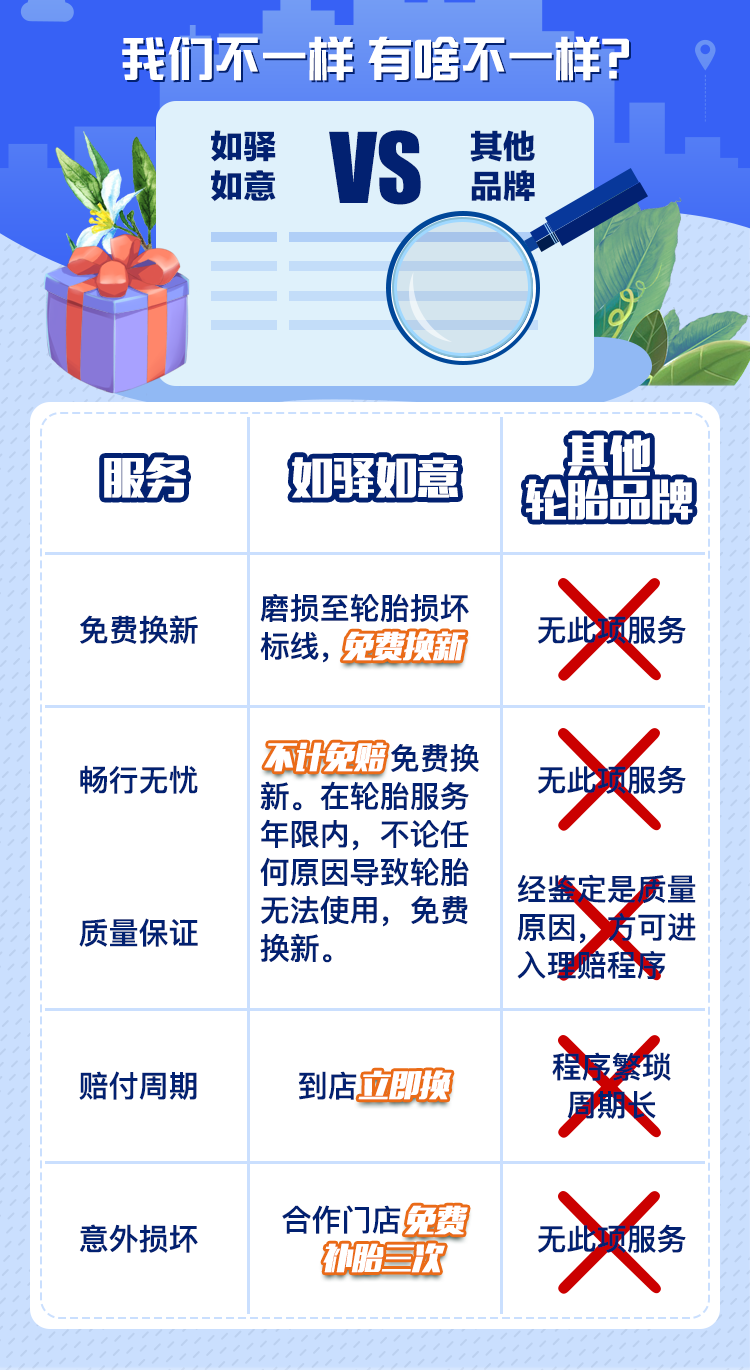 我们不一样 有啥不一样?
如驿
如意
VS
其他
品牌
服务
如驿如意
其他
轮胎品牌
免费换新
磨损至轮胎损坏
标线，免费换新
无此项服务
畅行无忧
不计免赔免费换
新。在轮胎服务
年限内，不论任
何原因导致轮胎
无法使用，免费
换新。
无此项服务
质量保证
经鉴定是质量
原因，方可进
入理赔程序
赔付周期
到店立即换
程序繁琐
周期长
意外损坏
合作门店免费
补胎三次
无此项服务